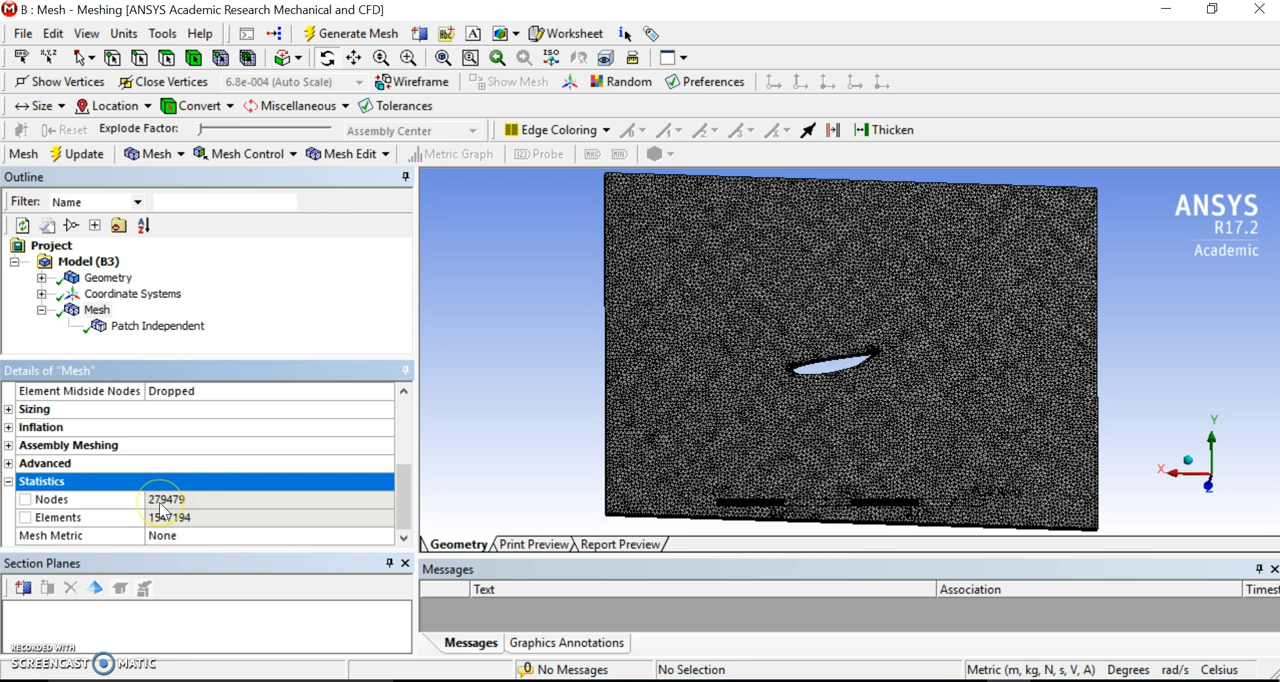 B : Mesh - Meshing [ANSYS Academic Research Mechanical and CFD]
File Edit View Units Tools Help Generate Mesh A Worksheet
ISO
Show Vertices Close Vertices 6.8e-004 (Auto Scale) Wireframe Show Mesh Random Preferences
Size Location Convert Miscellaneous Tolerances
Reset Explode Factor: Assembly Center Edge Coloring Thicken
Mesh Update Mesh Mesh Control Mesh Edit Metric Graph Probe MAX MIN
Outline
Filter: Name
Project
Model (B3)
Geometry
Coordinate Systems
Mesh
Patch Independent
Details of "Mesh"
Element Midside Nodes Dropped
Sizing
Inflation
Assembly Meshing
Advanced
Statistics
Nodes 279479
Elements 1547194
Mesh Metric None
Section Planes
RECORDED WITH
SCREENCAST MATIC
ANSYS
R17.2
Academic
Y
X
Z
Geometry Print Preview Report Preview
Messages
Text Association Timest
Messages Graphics Annotations
0 No Messages No Selection Metric (m, kg, N, s, V, A) Degrees rad/s Celsius